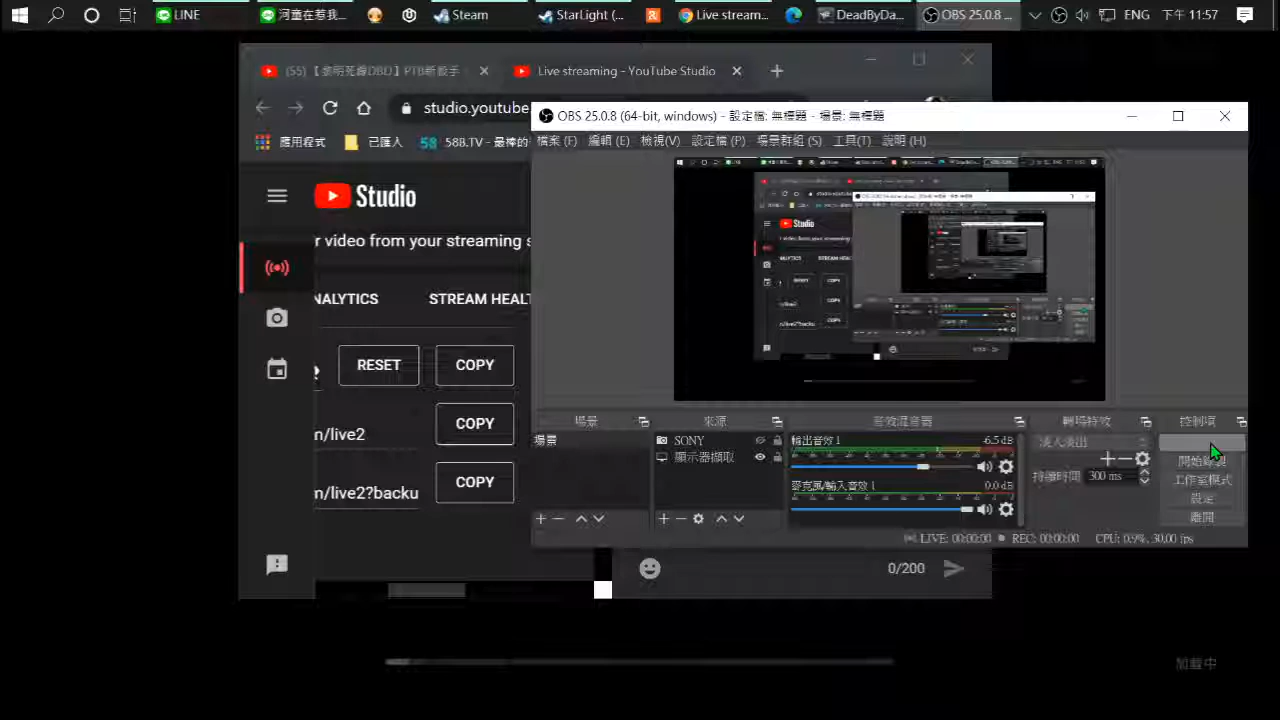 LINE
河童在惹我...
Steam
StarLight (...
Live stream...
DeadByDa...
OBS 25.0.8 ...
ENG
下午 11:57
(55) 【黎明死線DBD】PTB新殺手
Live streaming - YouTube Studio
studio.youtube
應用程式
已匯入
58B.TV - 最棒的
OBS 25.0.8 (64-bit, windows) - 設定檔: 無標題 - 場景: 無標題
檔案 (F)
編輯 (E)
檢視(V)
設定檔 (P)
場景群組 (S)
工具(T)
說明 (H)
Studio
r video from your streaming s
NALYTICS
STREAM HEALT
RESET
COPY
n/live2
COPY
n/live2?backu
COPY
場景
來源
音效混音器
轉場特效
控制項
場景
SONY
顯示器擷取
輸出音效 1
-6.5 dB
麥克風/輸入音效 1
0.0 dB
淡入淡出
持續時間
300 ms
開始錄製
工作室模式
設定
離開
LIVE: 00:00:00
REC: 00:00:00
CPU: 0.9%, 30.00 fps
0/200
加載中